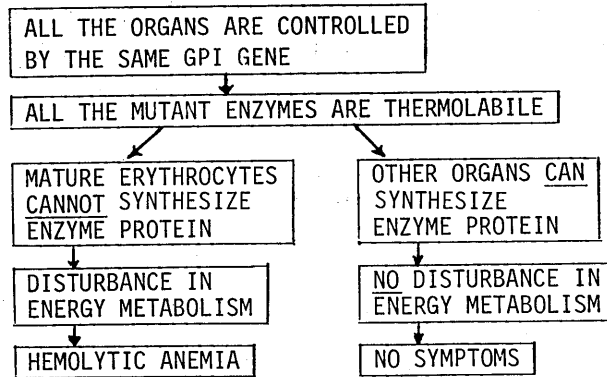 ALL THE ORGANS ARE CONTROLLED
BY THE SAME GPI GENE
ALL THE MUTANT ENZYMES ARE THERMOLABILE
MATURE ERYTHROCYTES
CANNOT SYNTHESIZE
ENZYME PROTEIN
OTHER ORGANS CAN
SYNTHESIZE
ENZYME PROTEIN
DISTURBANCE IN
ENERGY METABOLISM
NO DISTURBANCE IN
ENERGY METABOLISM
HEMOLYTIC ANEMIA
NO SYMPTOMS